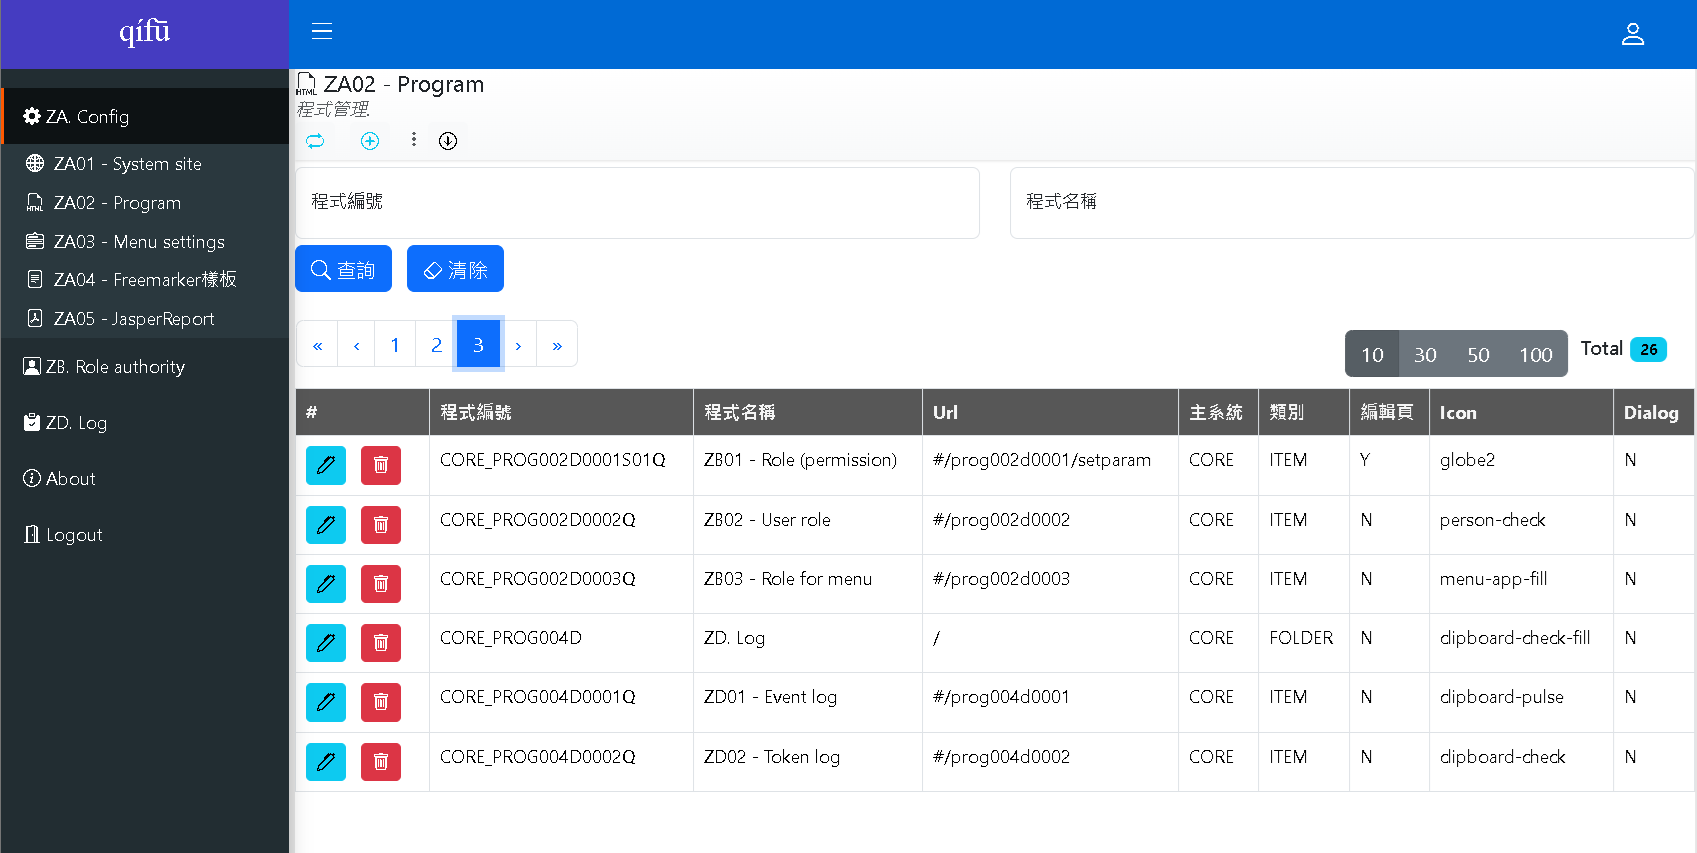 qífū
ZA. Config
ZA01 - System site
ZA02 - Program
ZA03 - Menu settings
ZA04 - Freemarker樣板
ZA05 - JasperReport
ZB. Role authority
ZD. Log
About
Logout
ZA02 - Program
程式管理.
程式編號 程式名稱
查詢 清除
« ‹ 1 2 3 › »
10 30 50 100 Total 26
# 程式編號 程式名稱 Url 主系統 類別 編輯頁 Icon Dialog
CORE_PROG002D0001S01Q ZB01 - Role (permission) #/prog002d0001/setparam CORE ITEM Y globe2 N
CORE_PROG002D0002Q ZB02 - User role #/prog002d0002 CORE ITEM N person-check N
CORE_PROG002D0003Q ZB03 - Role for menu #/prog002d0003 CORE ITEM N menu-app-fill N
CORE_PROG004D ZD. Log / CORE FOLDER N clipboard-check-fill N
CORE_PROG004D0001Q ZD01 - Event log #/prog004d0001 CORE ITEM N clipboard-pulse N
CORE_PROG004D0002Q ZD02 - Token log #/prog004d0002 CORE ITEM N clipboard-check N